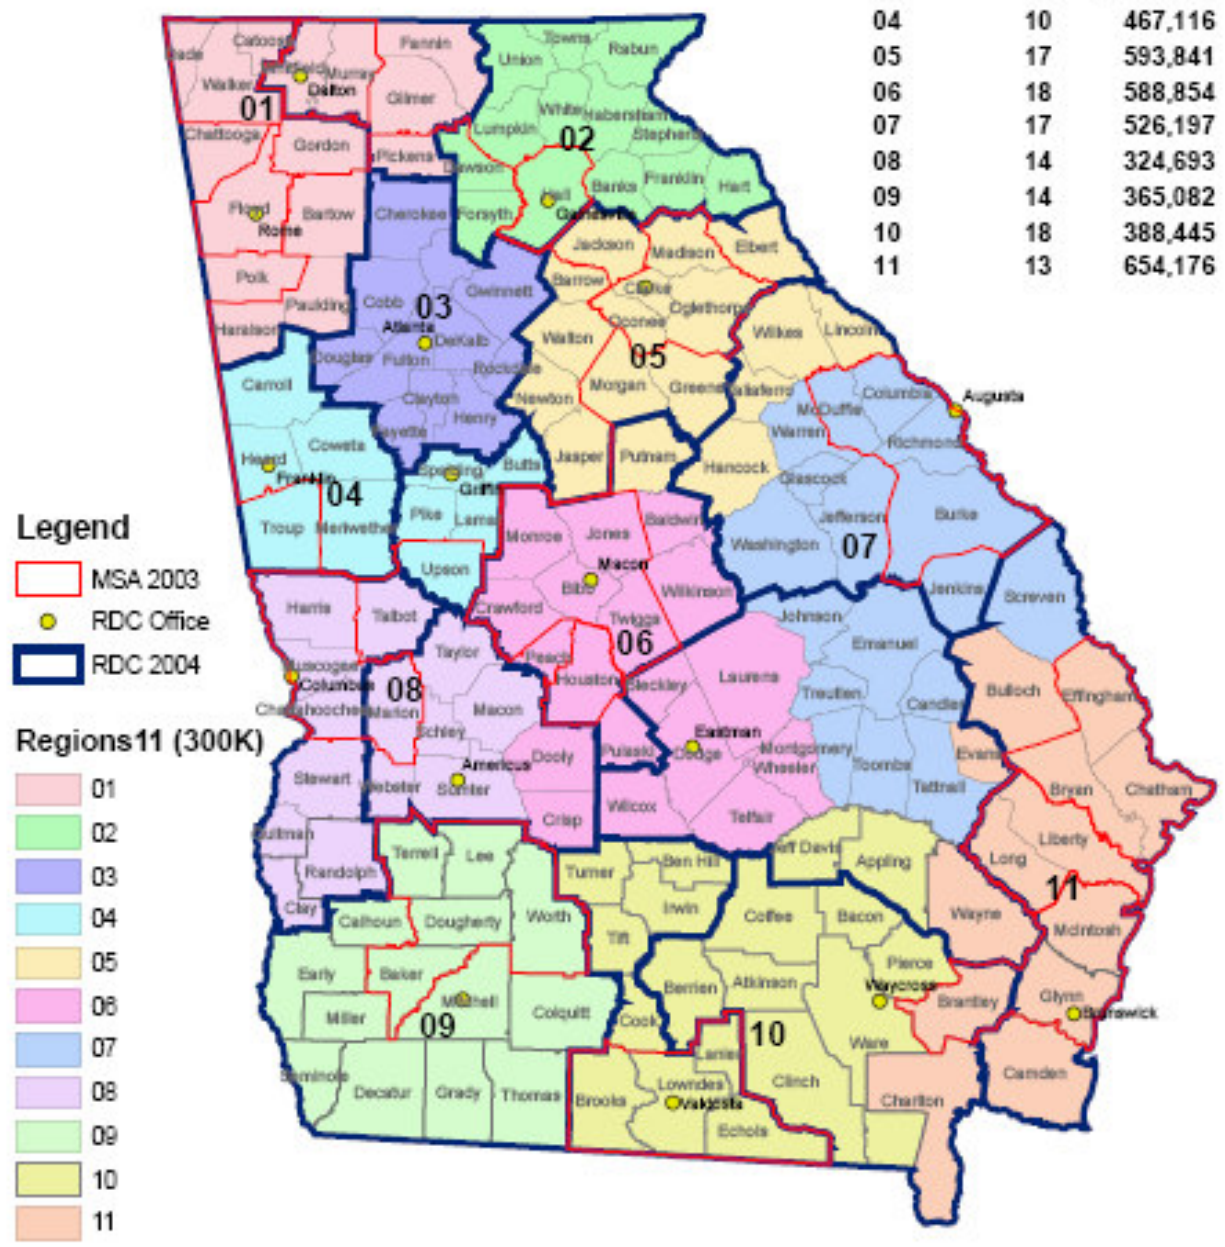 04 10 467,116
05 17 593,841
06 18 588,854
07 17 526,197
08 14 324,693
09 14 365,082
10 18 388,445
11 13 654,176
Fannin
Towns
Rabun
Union
Walker
Murray
Dalton
Gilmer
01
White
Habersham
Lumpkin
02
Stephens
Chattooga
Gordon
Pickens
Dawson
Banks
Franklin
Hart
Hall
Gainesville
Floyd
Rome
Bartow
Cherokee
Forsyth
Jackson
Madison
Elbert
Polk
Paulding
Haralson
Cobb
03
Gwinnett
Atlanta
DeKalb
Douglas
Fulton
Rockdale
Clayton
Henry
Fayette
Barrow
Clarke
Oglethorpe
Oconee
Walton
05
Morgan
Greene
Newton
Jasper
Putnam
Wilkes
Lincoln
Taliaferro
McDuffie
Columbia
Augusta
Warren
Richmond
Hancock
Glascock
Jefferson
Burke
07
Washington
Jenkins
Screven
Carroll
Coweta
Heard
Franklin
04
Troup
Meriwether
Spalding
Griffin
Butts
Pike
Lamar
Upson
Legend
MSA 2003
RDC Office
RDC 2004
Monroe
Jones
Baldwin
Macon
Bibb
Wilkinson
Crawford
Twiggs
06
Peach
Houston
Bleckley
Laurens
Johnson
Emanuel
Treutlen
Candler
Bulloch
Effingham
Harris
Talbot
Taylor
Muscogee
Columbus
08
Chattahoochee
Marion
Macon
Schley
Americus
Stewart
Webster
Sumter
Dooly
Pulaski
Dodge
Eastman
Montgomery
Wheeler
Toombs
Tattnall
Evans
Bryan
Chatham
Wilcox
Telfair
Crisp
Quitman
Randolph
Clay
Terrell
Lee
Liberty
Long
11
Turner
Ben Hill
Jeff Davis
Appling
Wayne
McIntosh
Calhoun
Dougherty
Worth
Irwin
Tift
Coffee
Bacon
Pierce
Early
Baker
Mitchell
Miller
09
Colquitt
Berrien
Atkinson
Waycross
Brantley
Glynn
Brunswick
Cook
10
Lanier
Ware
Seminole
Decatur
Grady
Thomas
Brooks
Lowndes
Valdosta
Echols
Clinch
Charlton
Camden
Regions11 (300K)
01
02
03
04
05
06
07
08
09
10
11